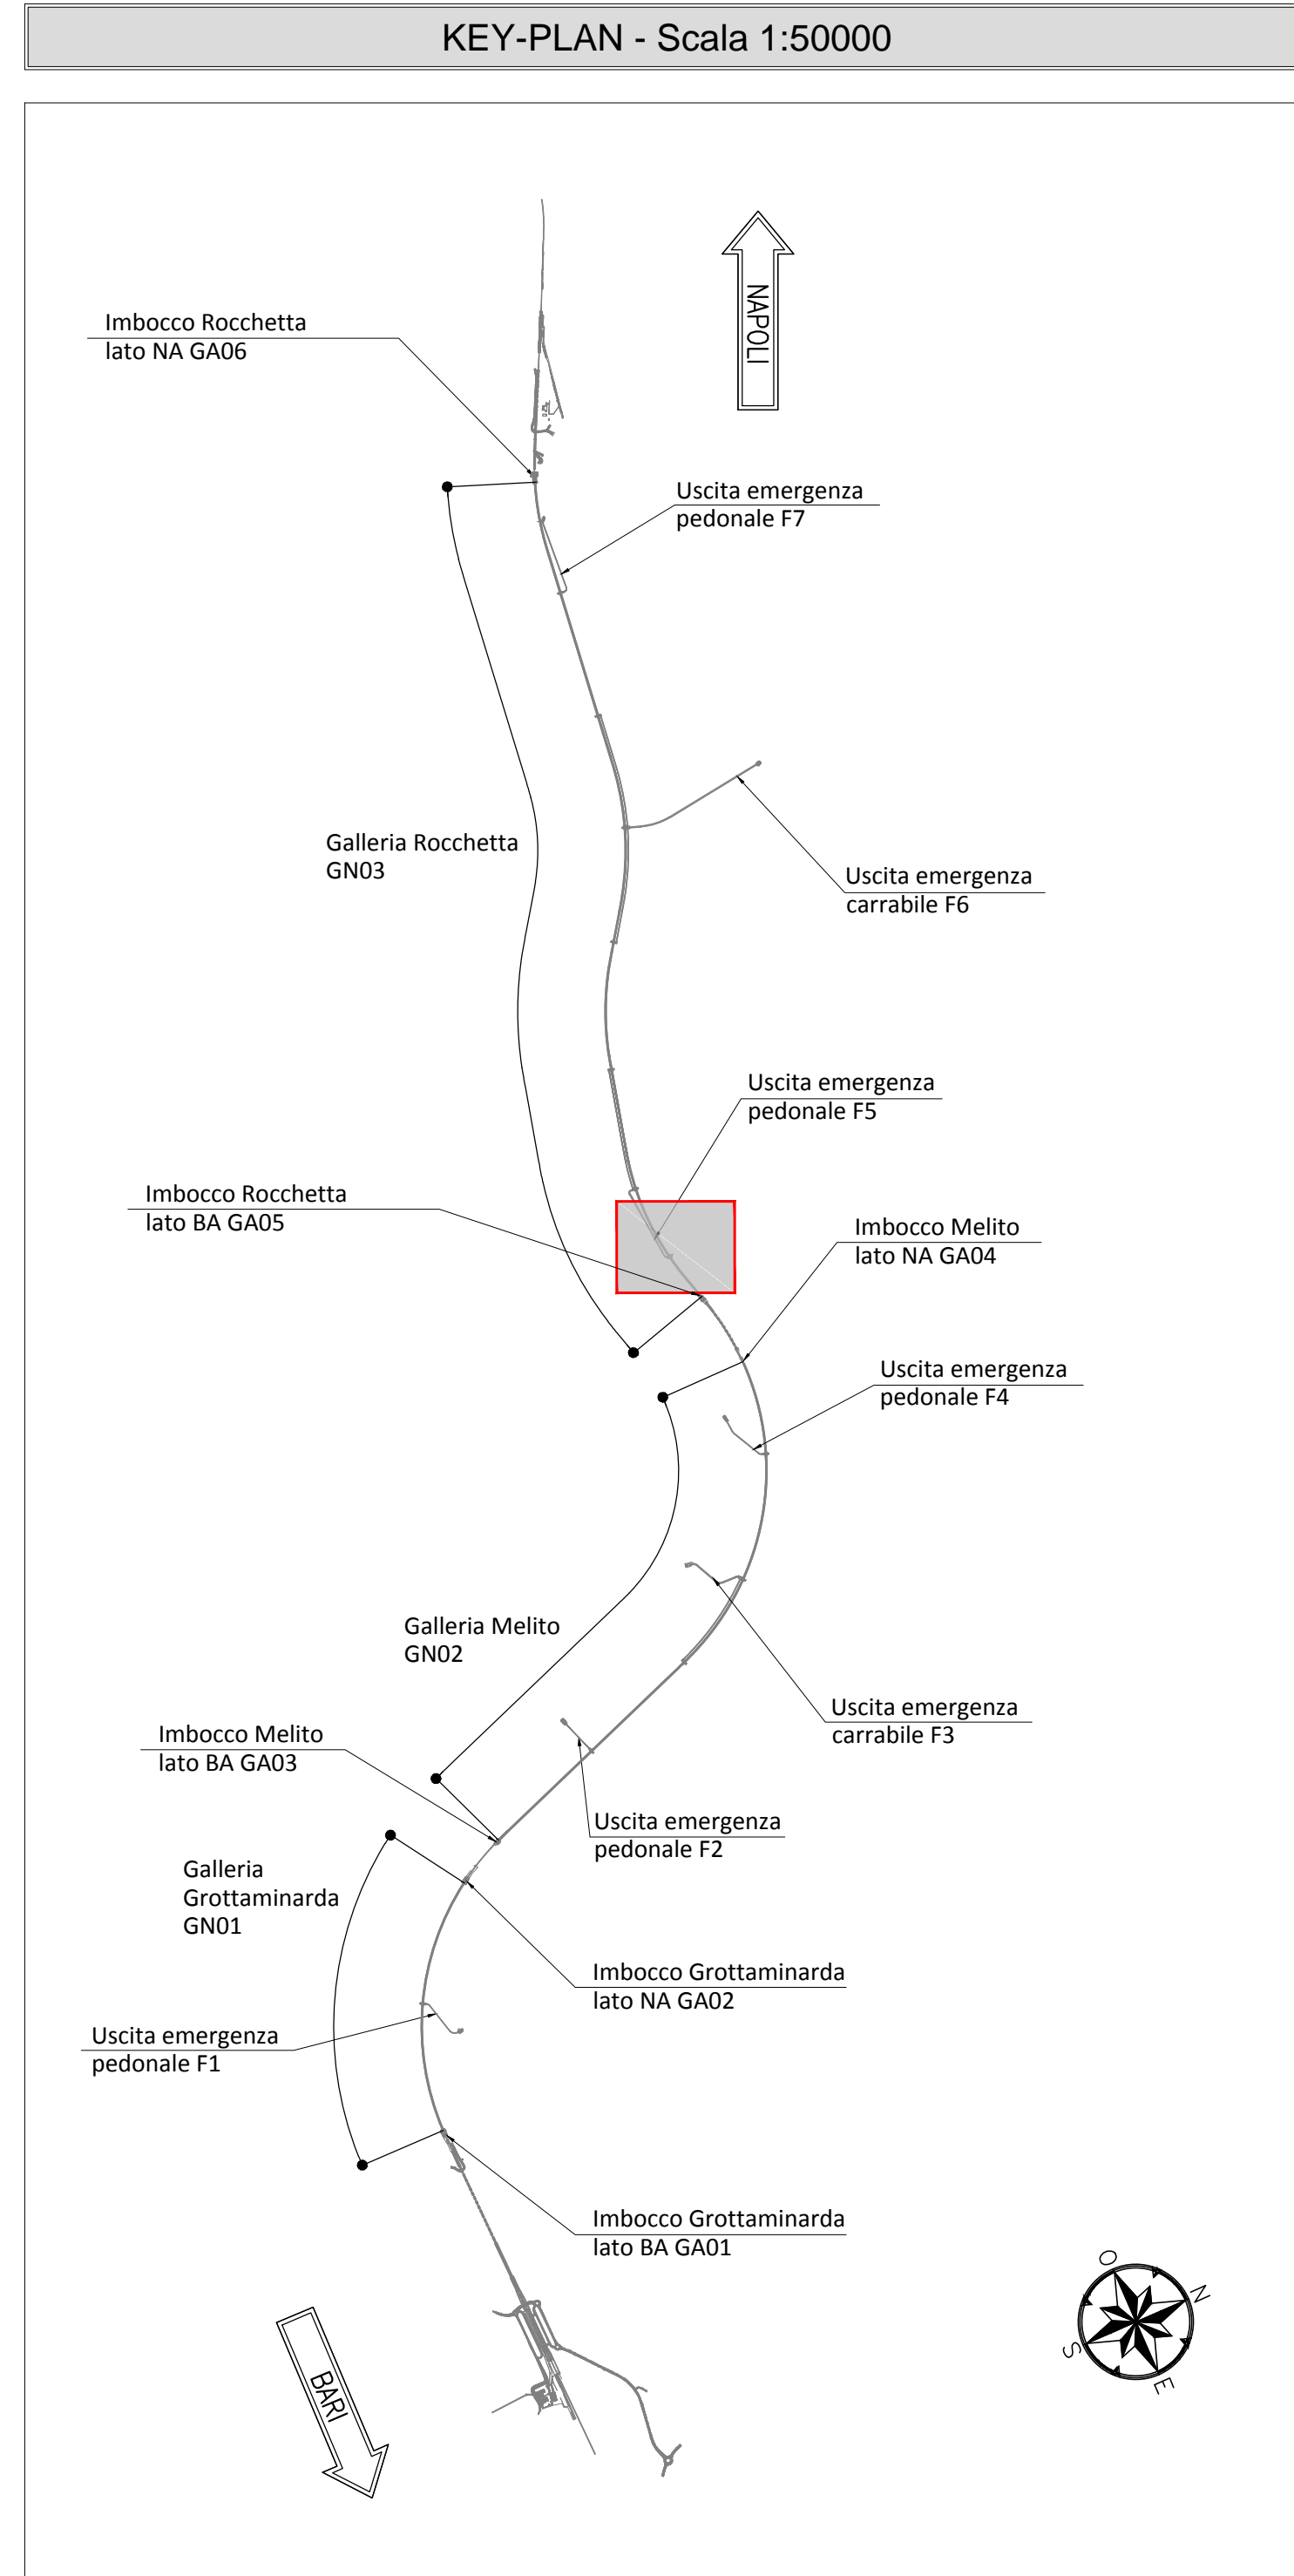 KEY-PLAN - Scala 1:50000
NAPOLI
Imbocco Rocchetta
lato NA GA06
Uscita emergenza
pedonale F7
Galleria Rocchetta
GN03
Uscita emergenza
carrabile F6
Uscita emergenza
pedonale F5
Imbocco Rocchetta
lato BA GA05
Imbocco Melito
lato NA GA04
Uscita emergenza
pedonale F4
Galleria Melito
GN02
Uscita emergenza
carrabile F3
Imbocco Melito
lato BA GA03
Uscita emergenza
pedonale F2
Galleria
Grottaminarda
GN01
Imbocco Grottaminarda
lato NA GA02
Uscita emergenza
pedonale F1
Imbocco Grottaminarda
lato BA GA01
BARI
O
N
S
E